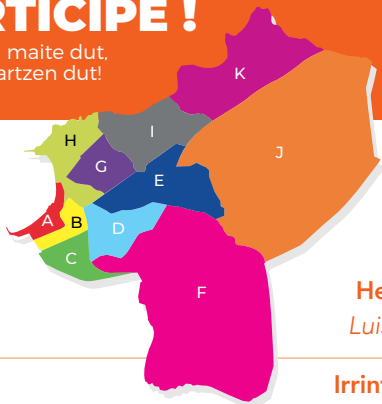 RTICIPE !
maite dut,
artzen dut!
K
H
I
J
G
E
A
B
D
C
F
He
Luis
Irrin